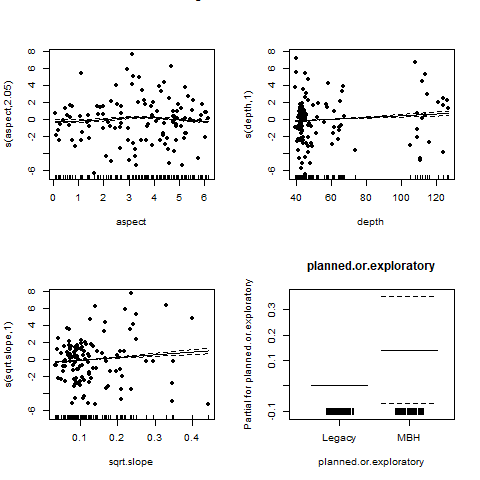 s(aspect,2.05)
8
6
4
2
0
-2
-6
0 1 2 3 4 5 6
aspect
s(depth,1)
8
6
4
2
0
-2
-6
40 60 80 100 120
depth
s(sqrt.slope,1)
8
6
4
2
0
-2
-6
0.1 0.2 0.3 0.4
sqrt.slope
planned.or.exploratory
Partial for planned.or.exploratory
0.3
0.1
-0.1
Legacy MBH
planned.or.exploratory